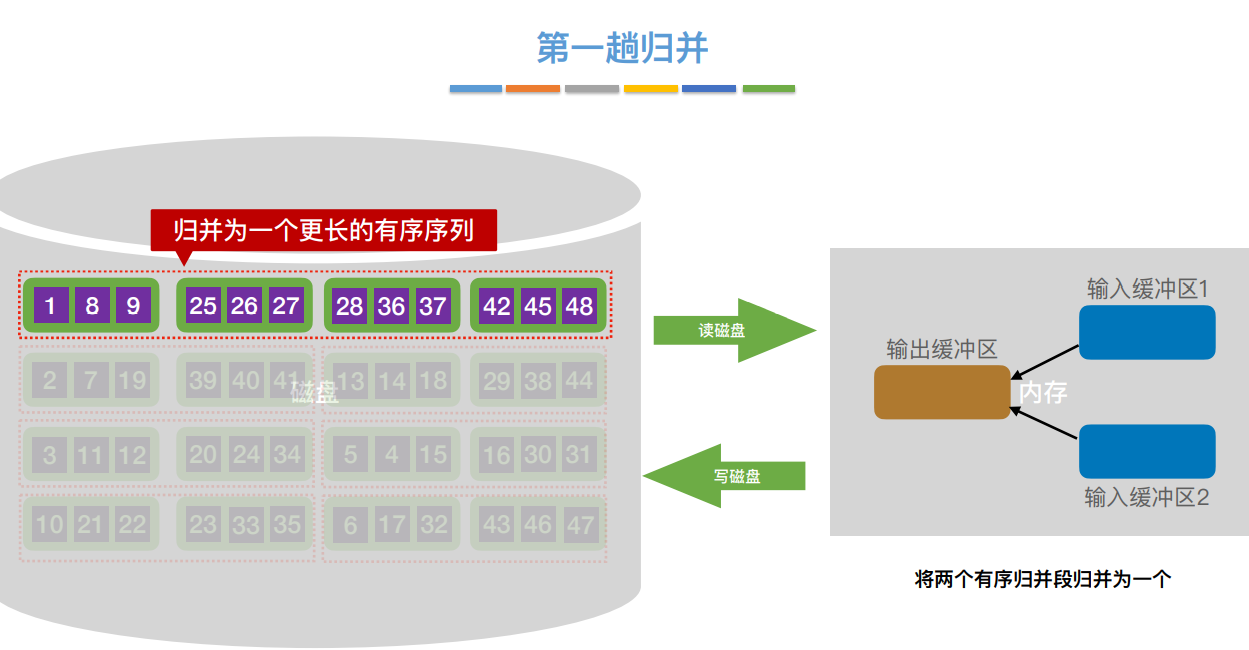 第一趟归并
归并为一个更长的有序序列
1 8 9 25 26 27 28 36 37 42 45 48
2 7 19 39 40 41 13 14 18 29 38 44
磁盘
3 11 12 20 24 34 5 4 15 16 30 31
10 21 22 23 33 35 6 17 32 43 46 47
读磁盘
写磁盘
输入缓冲区1
输出缓冲区
内存
输入缓冲区2
将两个有序归并段归并为一个